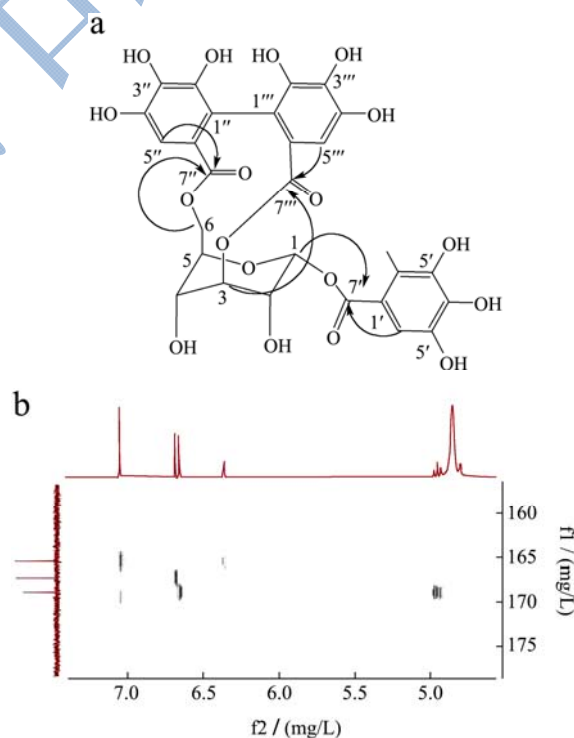 a
HO OH HO OH
HO 3'' OH 3'''
1'''
HO 1'' OH
5'' 5'''
7'' O O
O 7'''
6
O 1
5 O 5' OH
O 7'
3 OH
1'
OH OH O 5' OH
b
160
165
170
175
f1 / (mg/L)
7.0 6.5 6.0 5.5 5.0
f2 / (mg/L)